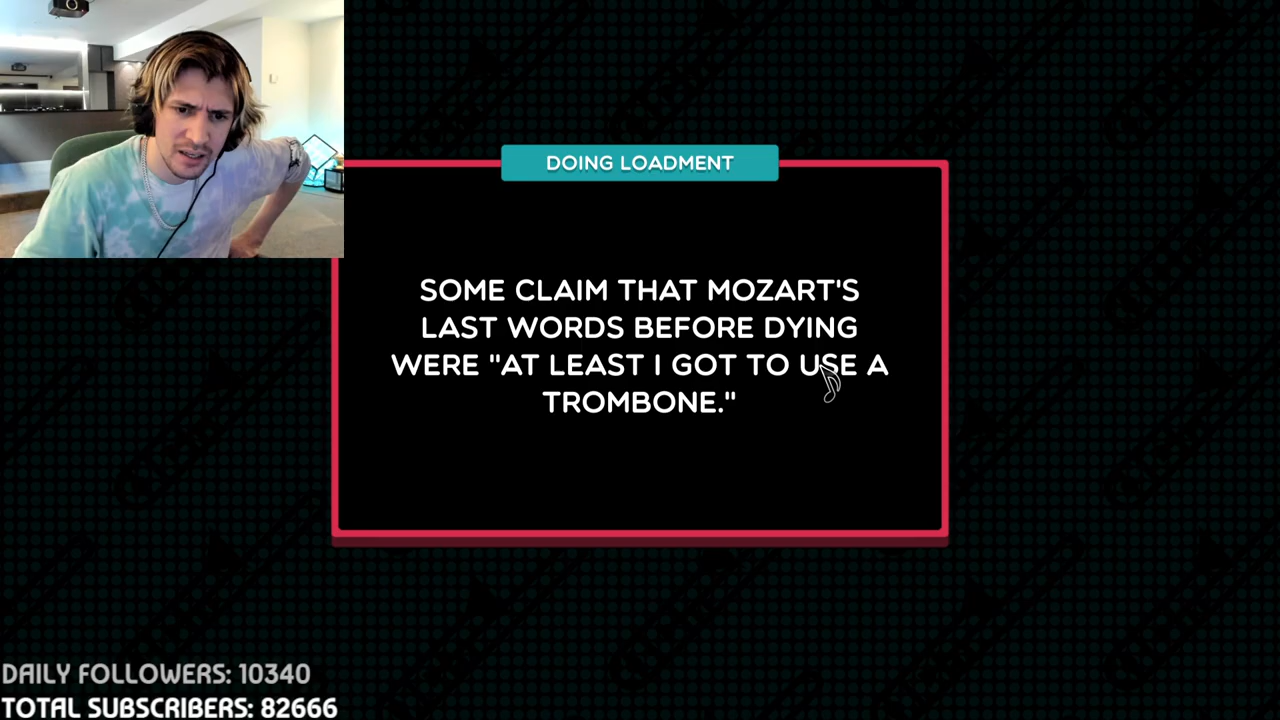 DOING LOADMENT
SOME CLAIM THAT MOZART'S
LAST WORDS BEFORE DYING
WERE "AT LEAST I GOT TO USE A
TROMBONE."
DAILY FOLLOWERS: 10340
TOTAL SUBSCRIBERS: 82666